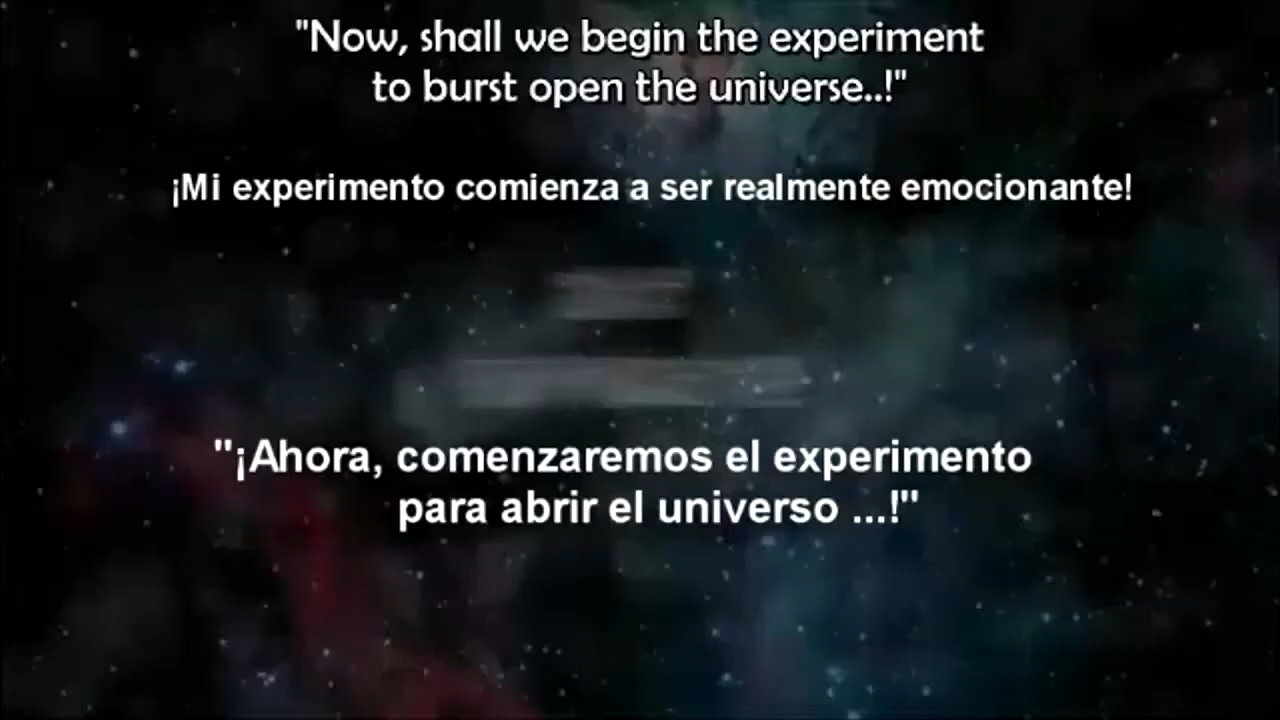 "Now, shall we begin the experiment
to burst open the universe..!"
¡Mi experimento comienza a ser realmente emocionante!
"¡Ahora, comenzaremos el experimento
para abrir el universo ...!"